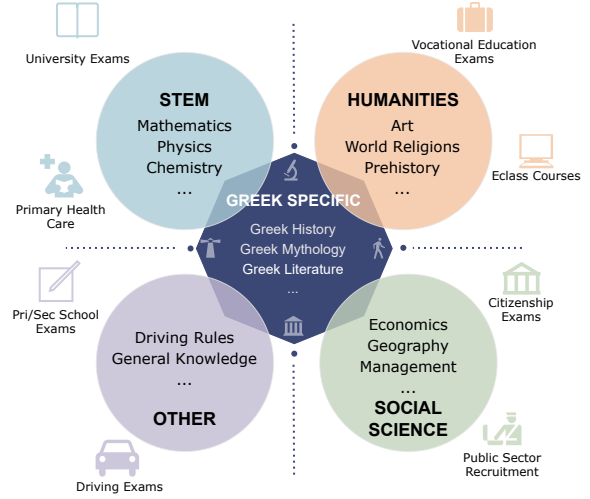 University Exams
Vocational Education
Exams
STEM
Mathematics
Physics
Chemistry
...
HUMANITIES
Art
World Religions
Prehistory
...
Primary Health
Care
Eclass Courses
GREEK SPECIFIC
Greek History
Greek Mythology
Greek Literature
...
Pri/Sec School
Exams
Citizenship
Exams
Driving Rules
General Knowledge
...
OTHER
Economics
Geography
Management
...
SOCIAL
SCIENCE
Driving Exams
Public Sector
Recruitment